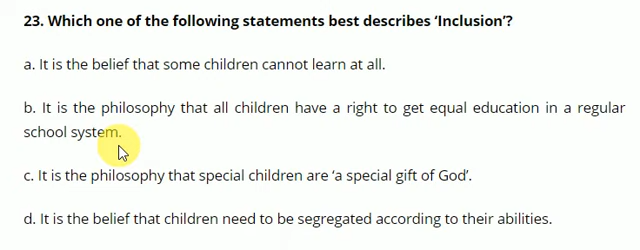 23. Which one of the following statements best describes ‘Inclusion’?
a. It is the belief that some children cannot learn at all.
b. It is the philosophy that all children have a right to get equal education in a regular
school system.
c. It is the philosophy that special children are ‘a special gift of God’.
d. It is the belief that children need to be segregated according to their abilities.